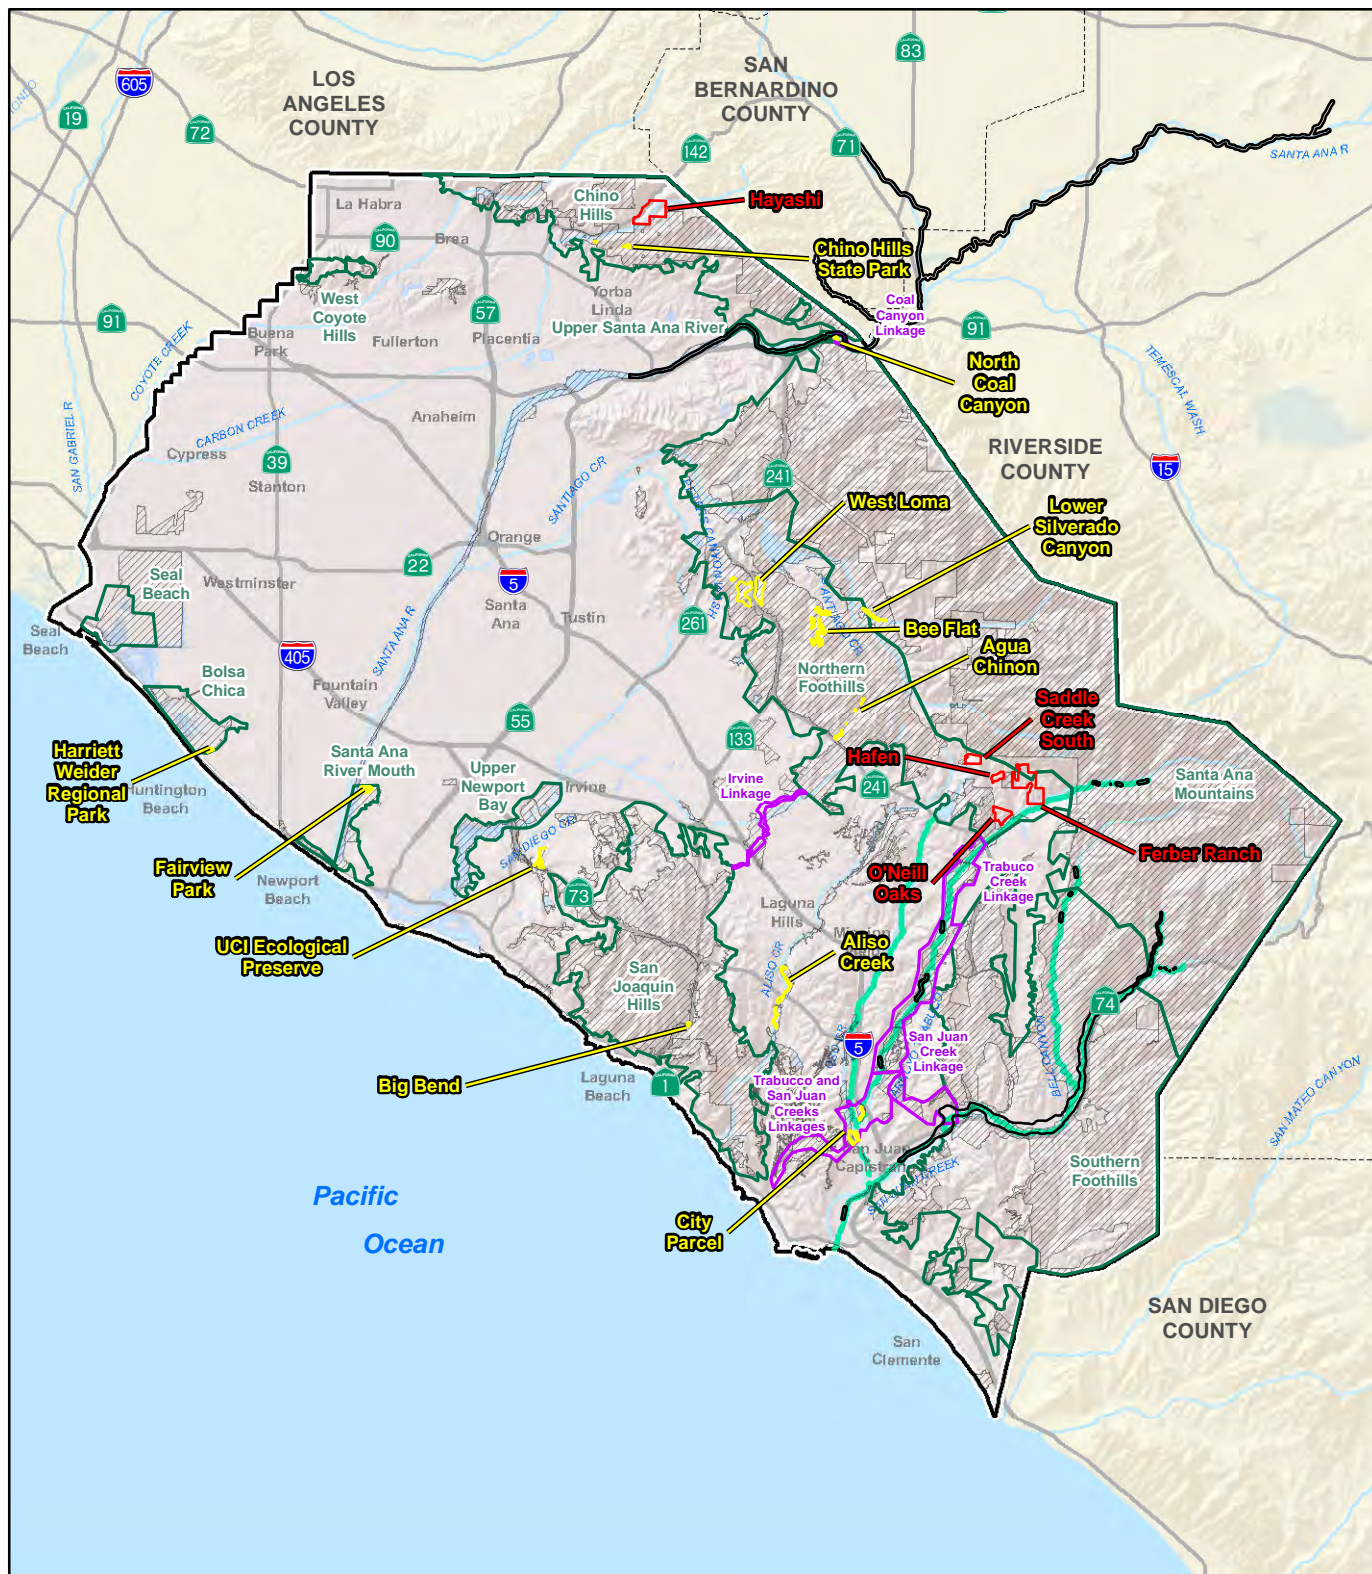 83
SAN
BERNARDINO
COUNTY
LOS
ANGELES
COUNTY
605
19
72
142
71
SANTA ANA R
La Habra
Chino
Hills
Hayashi
90
Brea
Chino Hills
State Park
91
West
Coyote
Hills
57
Yorba
Linda
Upper Santa Ana River
Coal
Canyon
Linkage
91
Buena
Park
Fullerton
Placentia
COYOTE CREEK
North
Coal
Canyon
TEMESCAL WASH
SAN GABRIEL R
Anaheim
CARBON CREEK
Cypress
39
Stanton
RIVERSIDE
COUNTY
15
SANTIAGO CR
241
West Loma
Lower
Silverado
Canyon
Orange
22
5
Westminster
Seal
Beach
Santa
Ana
Tustin
261
SANTIAGO CR
Bee Flat
Agua
Chinon
Seal
Beach
405
SANTA ANA R
Northern
Foothills
Bolsa
Chica
Fountain
Valley
55
133
Saddle
Creek
South
Harriett
Weider
Regional
Park
Huntington
Beach
Santa Ana
River Mouth
Upper
Newport
Bay
Irvine
Irvine
Linkage
Hafen
241
Santa Ana
Mountains
SAN DIEGO CR
Fairview
Park
Newport
Beach
73
O'Neill
Oaks
Trabuco
Creek
Linkage
Ferber Ranch
Laguna
Hills
UCI Ecological
Preserve
San
Joaquin
Hills
ALISO CR
Aliso
Creek
74
5
San Juan
Creek
Linkage
BELL CANYON
Big Bend
Laguna
Beach
1
Trabucco and
San Juan
Creeks
Linkages
SAN MATEO CANYON
San Juan
Capistrano
Southern
Foothills
Pacific
Ocean
City
Parcel
San
Clemente
SAN DIEGO
COUNTY